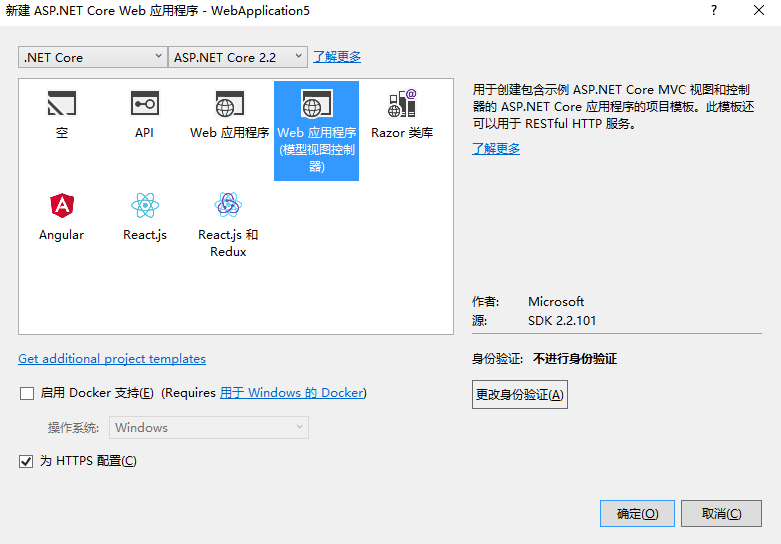 新建 ASP.NET Core Web 应用程序 - WebApplication5
.NET Core
ASP.NET Core 2.2
了解更多
空
API
Web 应用程序
Web 应用程序
(模型视图控制
器)
Razor 类库
Angular
React.js
React.js 和
Redux
用于创建包含示例 ASP.NET Core MVC 视图和控制
器的 ASP.NET Core 应用程序的项目模板。此模板还
可以用于 RESTful HTTP 服务。
了解更多
作者: Microsoft
源: SDK 2.2.101
Get additional project templates
启用 Docker 支持(E) (Requires 用于 Windows 的 Docker)
操作系统: Windows
为 HTTPS 配置(C)
身份验证: 不进行身份验证
更改身份验证(A)
确定(O)
取消(C)